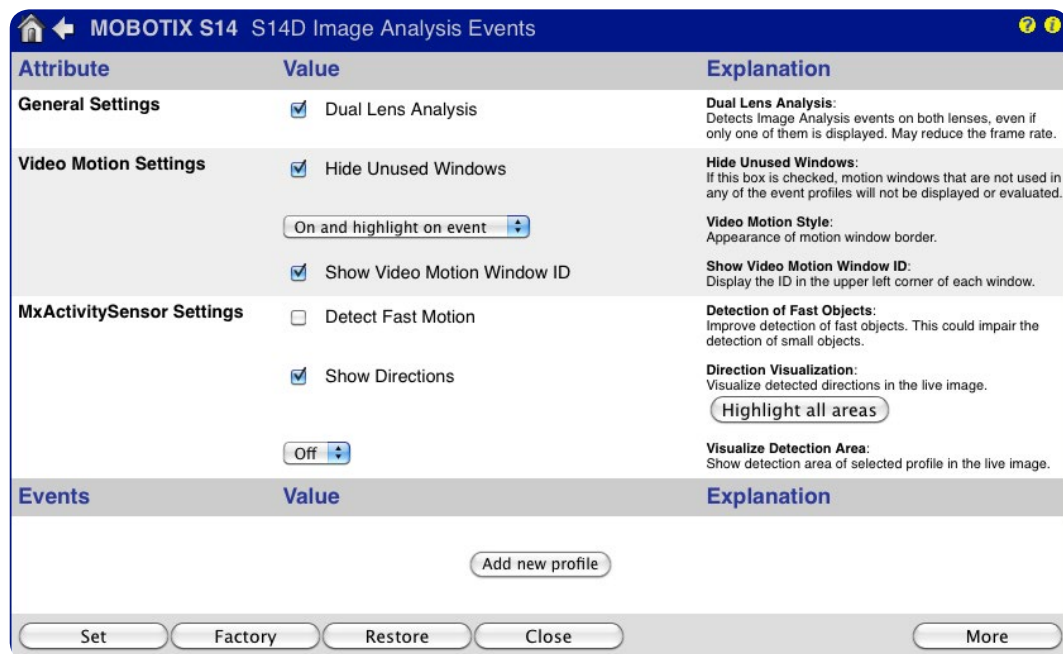 MOBOTIX S14 S14D Image Analysis Events
? i
Attribute Value Explanation
General Settings
Dual Lens Analysis
Dual Lens Analysis:
Detects Image Analysis events on both lenses, even if
only one of them is displayed. May reduce the frame rate.
Video Motion Settings
Hide Unused Windows
Hide Unused Windows:
If this box is checked, motion windows that are not used in
any of the event profiles will not be displayed or evaluated.
On and highlight on event
Video Motion Style:
Appearance of motion window border.
Show Video Motion Window ID
Show Video Motion Window ID:
Display the ID in the upper left corner of each window.
MxActivitySensor Settings
Detect Fast Motion
Detection of Fast Objects:
Improve detection of fast objects. This could impair the
detection of small objects.
Show Directions
Direction Visualization:
Visualize detected directions in the live image.
Highlight all areas
Off
Visualize Detection Area:
Show detection area of selected profile in the live image.
Events Value Explanation
Add new profile
Set Factory Restore Close More